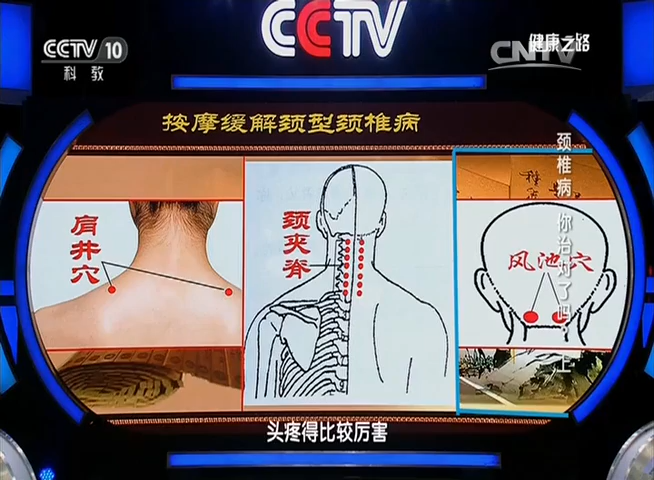 CCTV
CCTV 10
科教
CNTV
健康之路
按摩缓解颈型颈椎病
肩井穴
颈夹脊
风池穴
颈椎病 你治对了吗？上
头疼得比较厉害